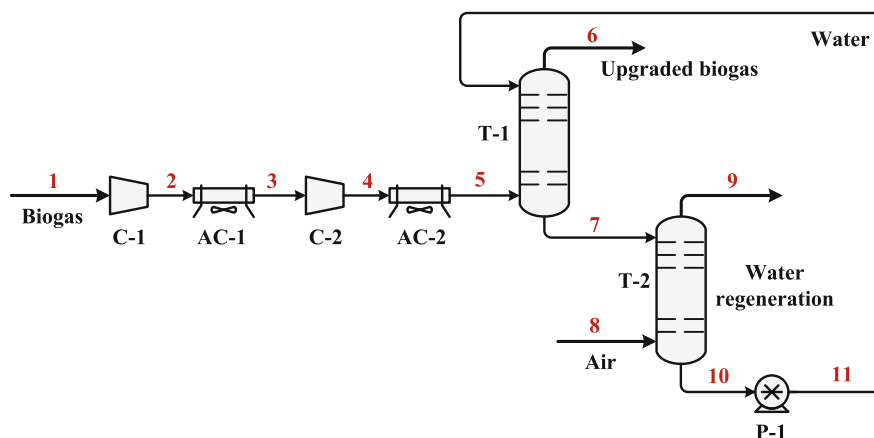 6
Water
Upgraded biogas
T-1
1
2
3
4
5
Biogas
C-1
AC-1
C-2
AC-2
7
9
T-2
Water
regeneration
8
Air
10
11
P-1